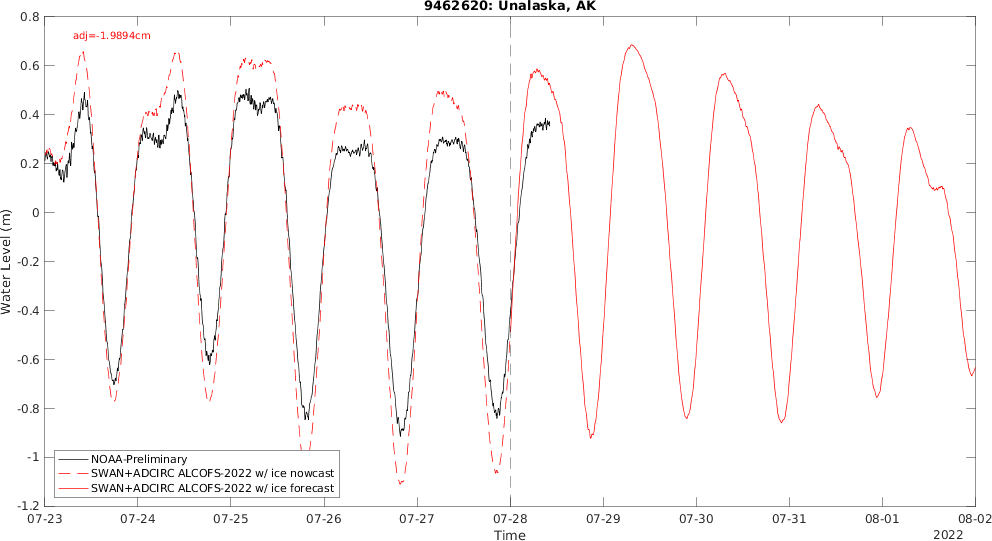 9462620: Unalaska, AK
adj=-1.9894cm
0.8
0.6
0.4
0.2
0
-0.2
-0.4
-0.6
-0.8
-1
-1.2
Water Level (m)
NOAA-Preliminary
SWAN+ADCIRC ALCOFS-2022 w/ ice nowcast
SWAN+ADCIRC ALCOFS-2022 w/ ice forecast
07-23 07-24 07-25 07-26 07-27 07-28 07-29 07-30 07-31 08-01 08-02
Time
2022